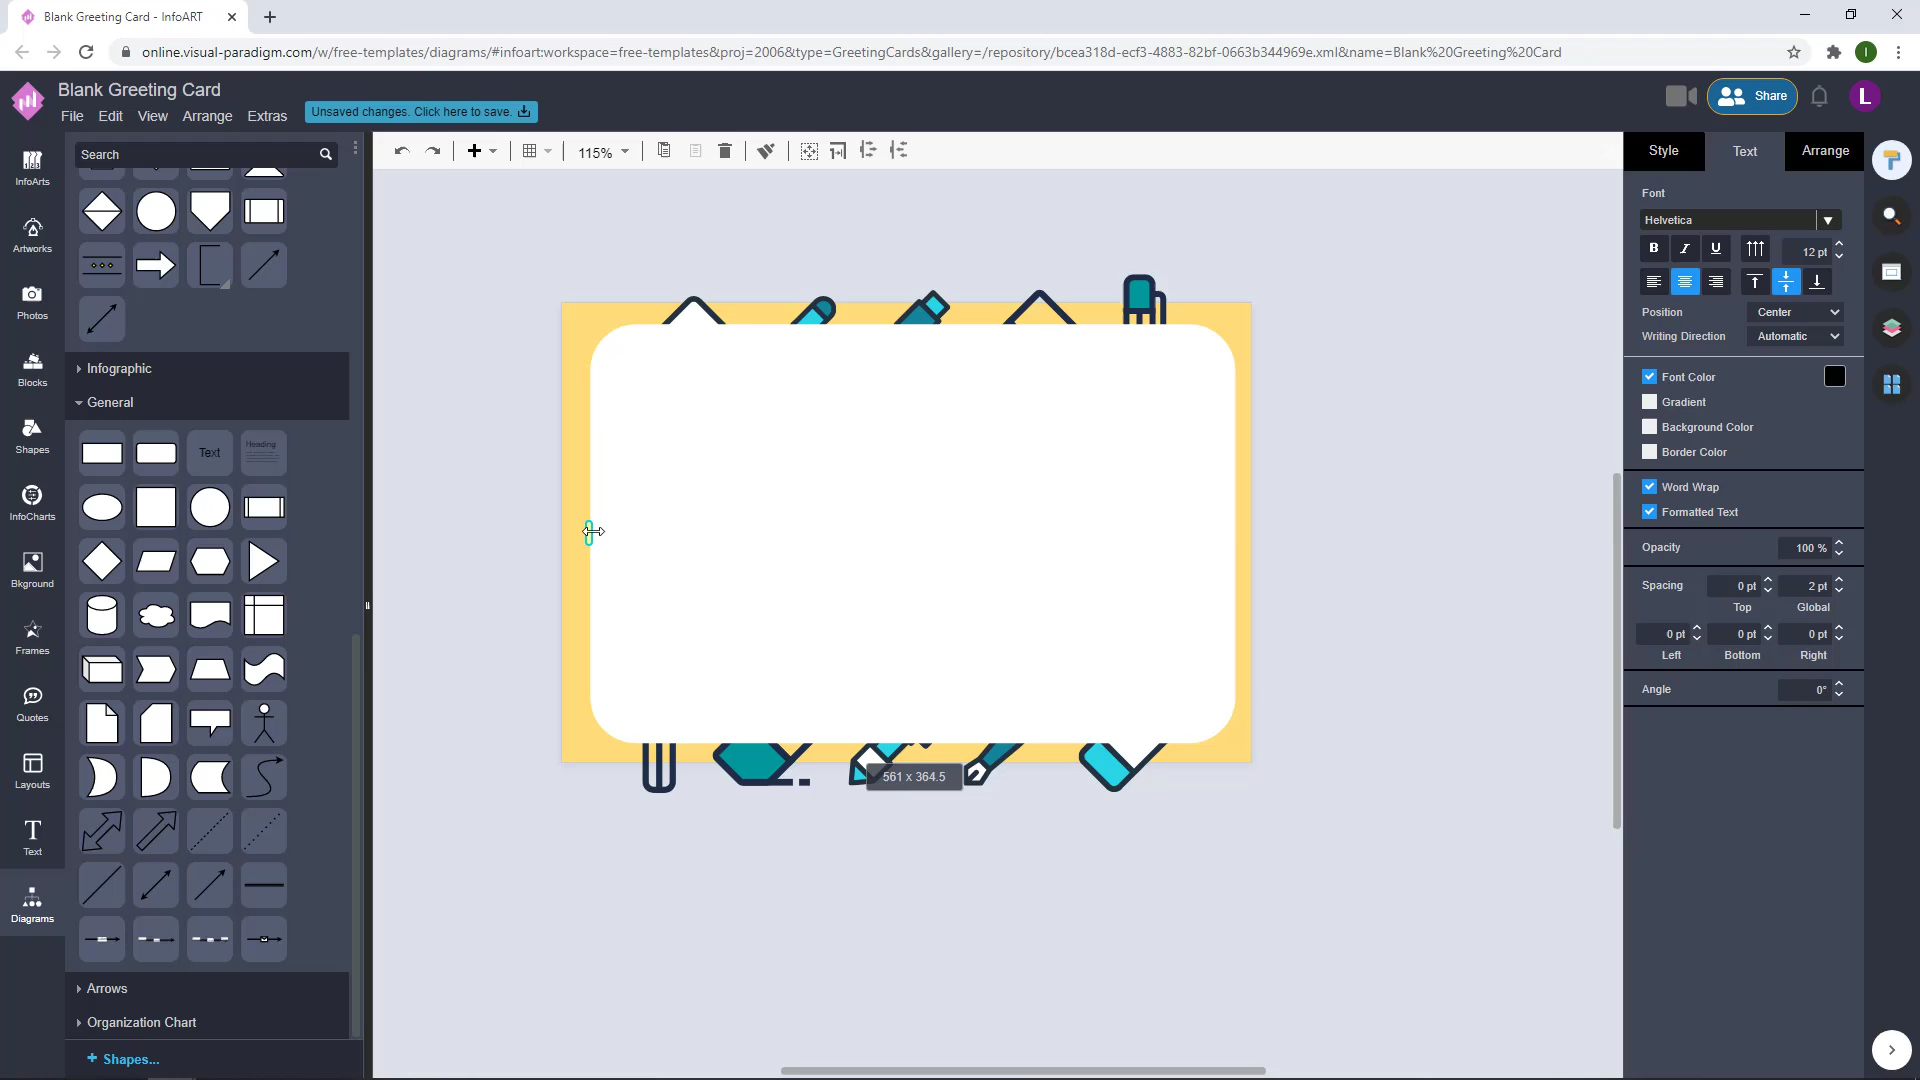 Blank Greeting Card - InfoART
online.visual-paradigm.com/w/free-templates/diagrams/#infoart:workspace=free-templates&proj=2006&type=GreetingCards&gallery=/repository/bcea318d-ecf3-4883-82bf-0663b344969e.xml&name=Blank%20Greeting%20Card
I
Blank Greeting Card
File Edit View Arrange Extras
Unsaved changes. Click here to save.
Share
L
InfoArts
Artworks
Photos
Blocks
Shapes
InfoCharts
Bkground
Frames
Quotes
Layouts
T
Text
Diagrams
Search
Infographic
General
Text
Heading
Arrows
Organization Chart
+ Shapes...
115%
561 x 364.5
Style Text Arrange
Font
Helvetica
B I U 12 pt
Position Center
Writing Direction Automatic
Font Color
Gradient
Background Color
Border Color
Word Wrap
Formatted Text
Opacity 100 %
Spacing 0 pt 2 pt
Top Global
0 pt 0 pt 0 pt
Left Bottom Right
Angle 0°